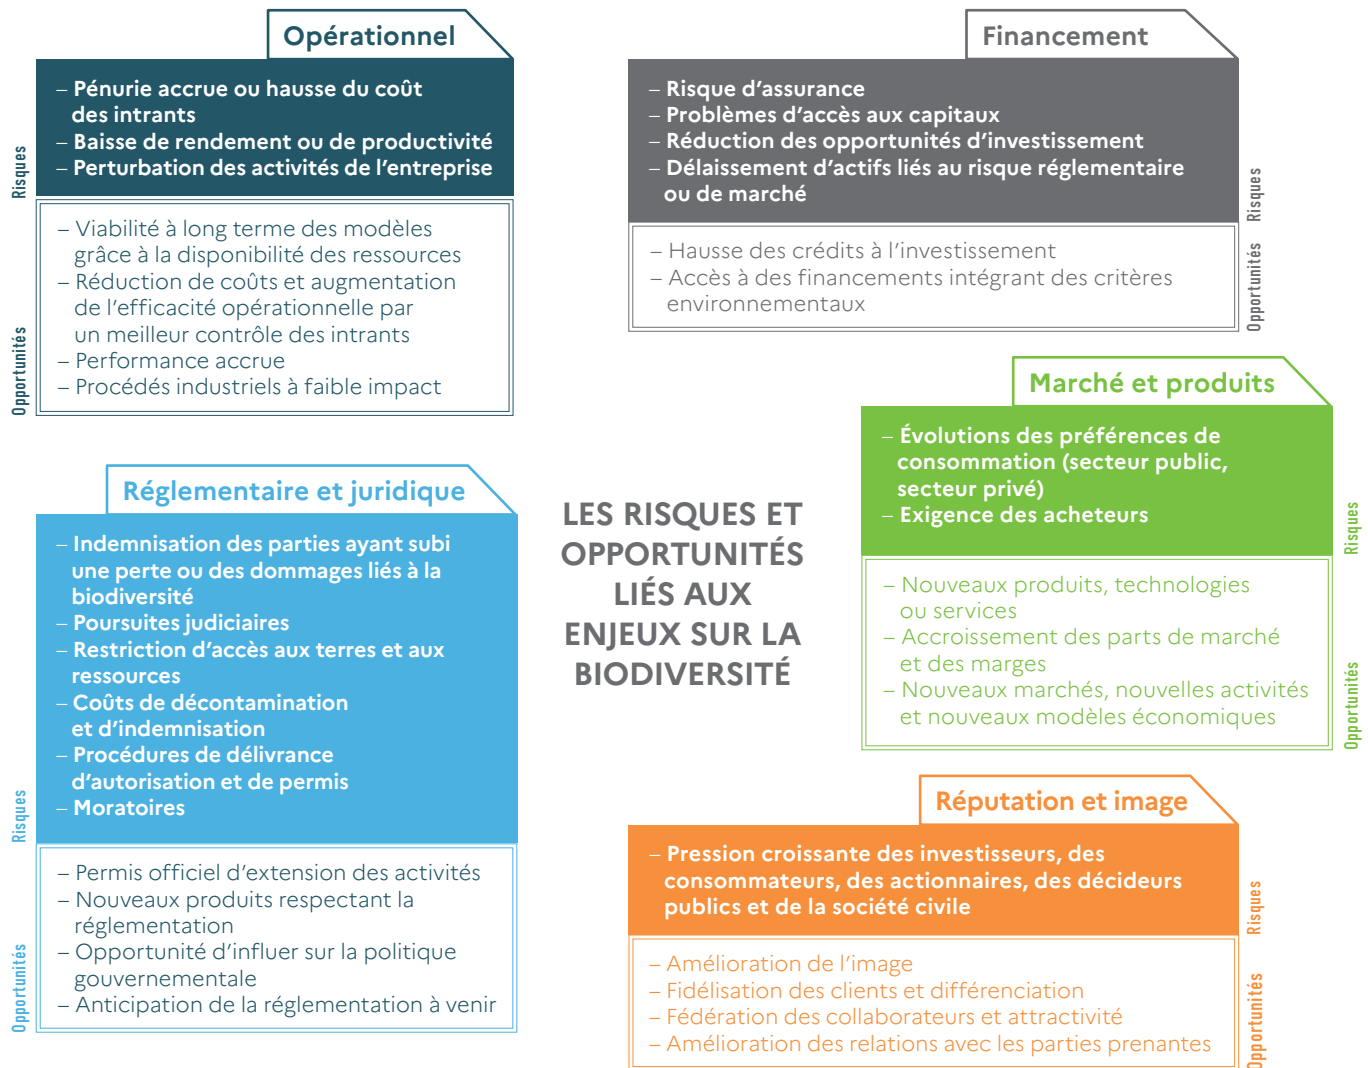 Opérationnel
– Pénurie accrue ou hausse du coût
des intrants
– Baisse de rendement ou de productivité
– Perturbation des activités de l’entreprise
Risques
– Viabilité à long terme des modèles
grâce à la disponibilité des ressources
– Réduction de coûts et augmentation
de l’efficacité opérationnelle par
un meilleur contrôle des intrants
– Performance accrue
– Procédés industriels à faible impact
Opportunités
Financement
– Risque d’assurance
– Problèmes d’accès aux capitaux
– Réduction des opportunités d’investissement
– Délaissement d’actifs liés au risque réglementaire
ou de marché
Risques
– Hausse des crédits à l’investissement
– Accès à des financements intégrant des critères
environnementaux
Opportunités
Marché et produits
– Évolutions des préférences de
consommation (secteur public,
secteur privé)
– Exigence des acheteurs
Risques
– Nouveaux produits, technologies
ou services
– Accroissement des parts de marché
et des marges
– Nouveaux marchés, nouvelles activités
et nouveaux modèles économiques
Opportunités
LES RISQUES ET
OPPORTUNITÉS
LIÉS AUX
ENJEUX SUR LA
BIODIVERSITÉ
Réglementaire et juridique
– Indemnisation des parties ayant subi
une perte ou des dommages liés à la
biodiversité
– Poursuites judiciaires
– Restriction d’accès aux terres et aux
ressources
– Coûts de décontamination
et d’indemnisation
– Procédures de délivrance
d’autorisation et de permis
– Moratoires
Risques
– Permis officiel d’extension des activités
– Nouveaux produits respectant la
réglementation
– Opportunité d’influer sur la politique
gouvernementale
– Anticipation de la réglementation à venir
Opportunités
Réputation et image
– Pression croissante des investisseurs, des
consommateurs, des actionnaires, des décideurs
publics et de la société civile
Risques
– Amélioration de l’image
– Fidélisation des clients et différenciation
– Fédération des collaborateurs et attractivité
– Amélioration des relations avec les parties prenantes
Opportunités